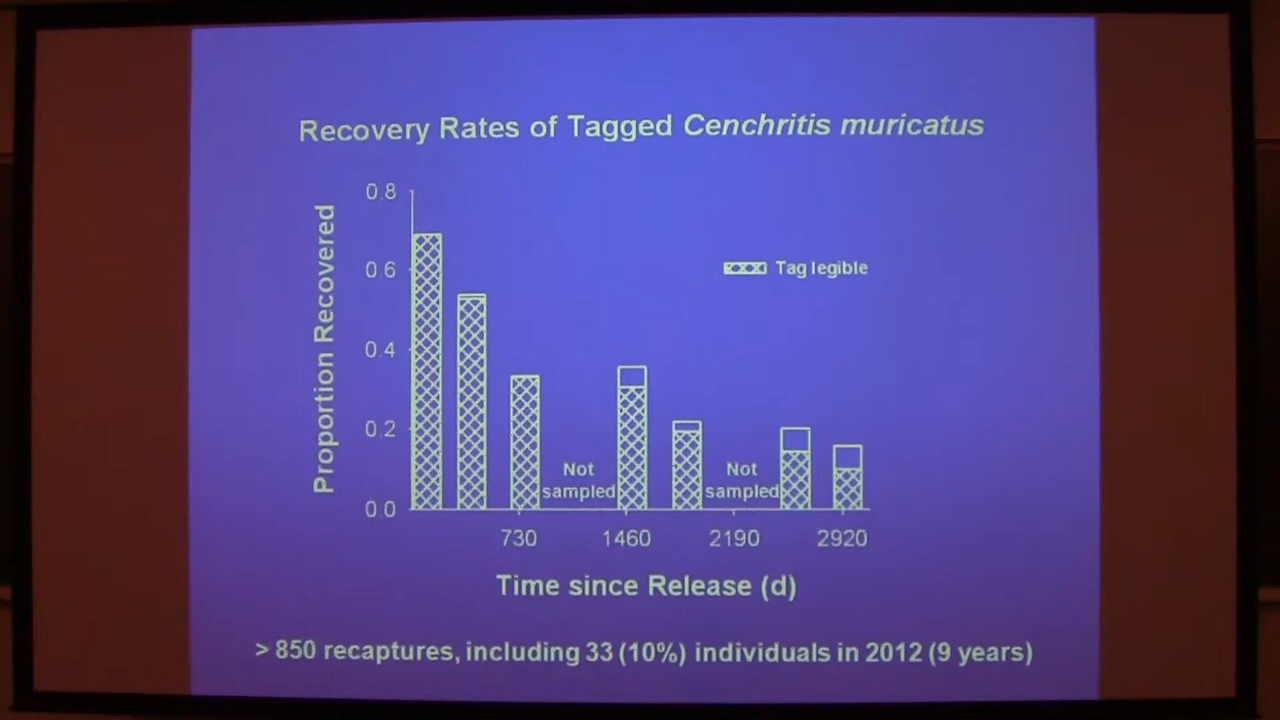 Recovery Rates of Tagged Cenchritis muricatus
Proportion Recovered
0.8
0.6
0.4
0.2
0.0
Tag legible
Not
sampled
Not
sampled
730
1460
2190
2920
Time since Release (d)
> 850 recaptures, including 33 (10%) individuals in 2012 (9 years)